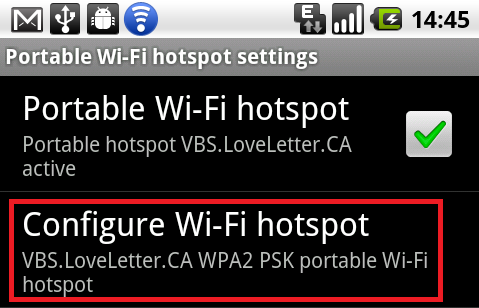 E
14:45
Portable Wi-Fi hotspot settings
Portable Wi-Fi hotspot
Portable hotspot VBS.LoveLetter.CA
active
Configure Wi-Fi hotspot
VBS.LoveLetter.CA WPA2 PSK portable Wi-Fi
hotspot